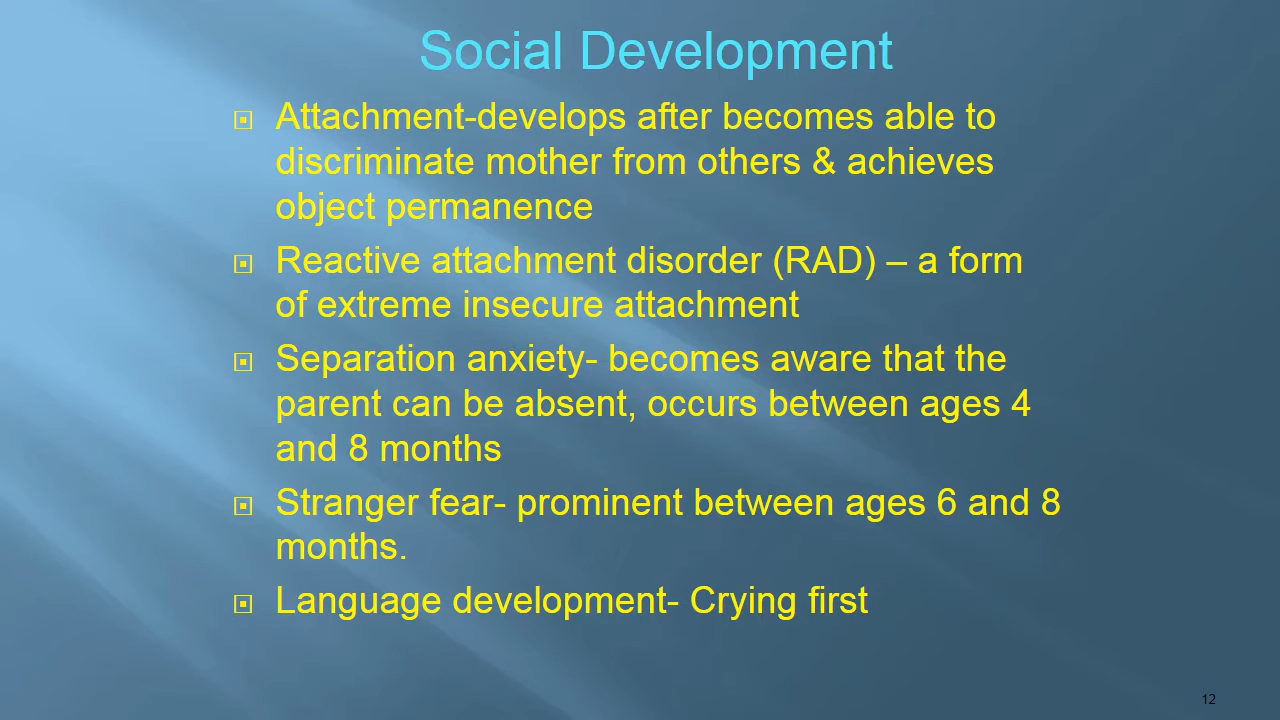 Social Development
Attachment-develops after becomes able to
discriminate mother from others & achieves
object permanence
Reactive attachment disorder (RAD) – a form
of extreme insecure attachment
Separation anxiety- becomes aware that the
parent can be absent, occurs between ages 4
and 8 months
Stranger fear- prominent between ages 6 and 8
months.
Language development- Crying first
12